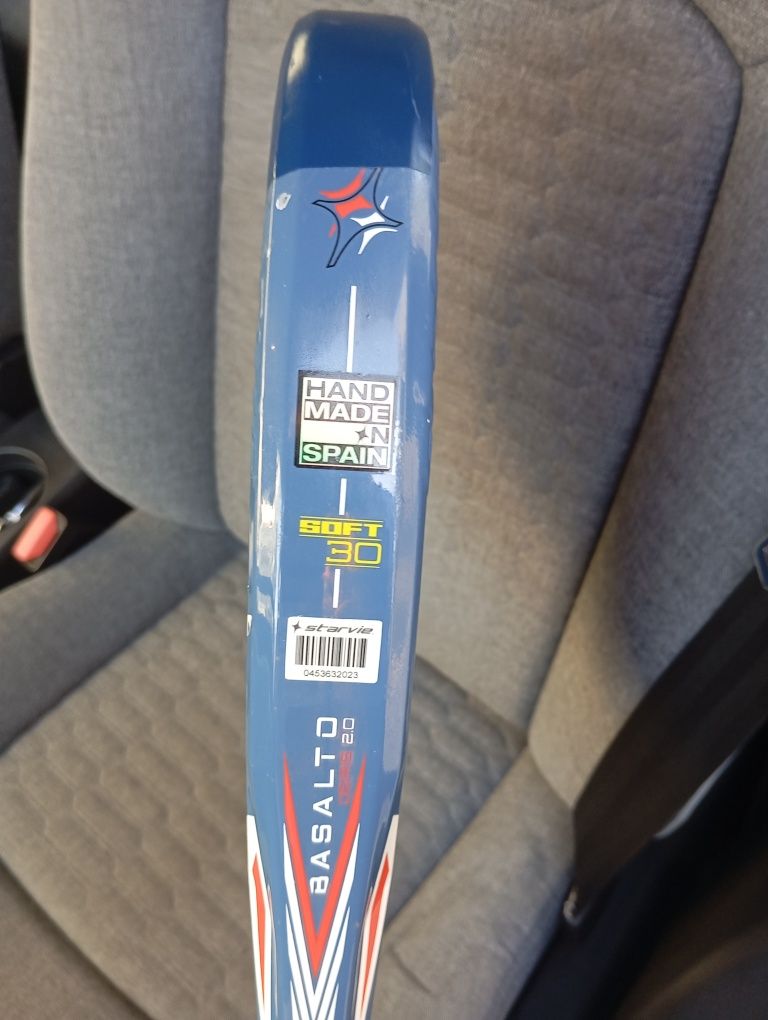 HAND
MADE
IN
SPAIN
SOFT
30
starvie
0453632023
BASALTO
2.0